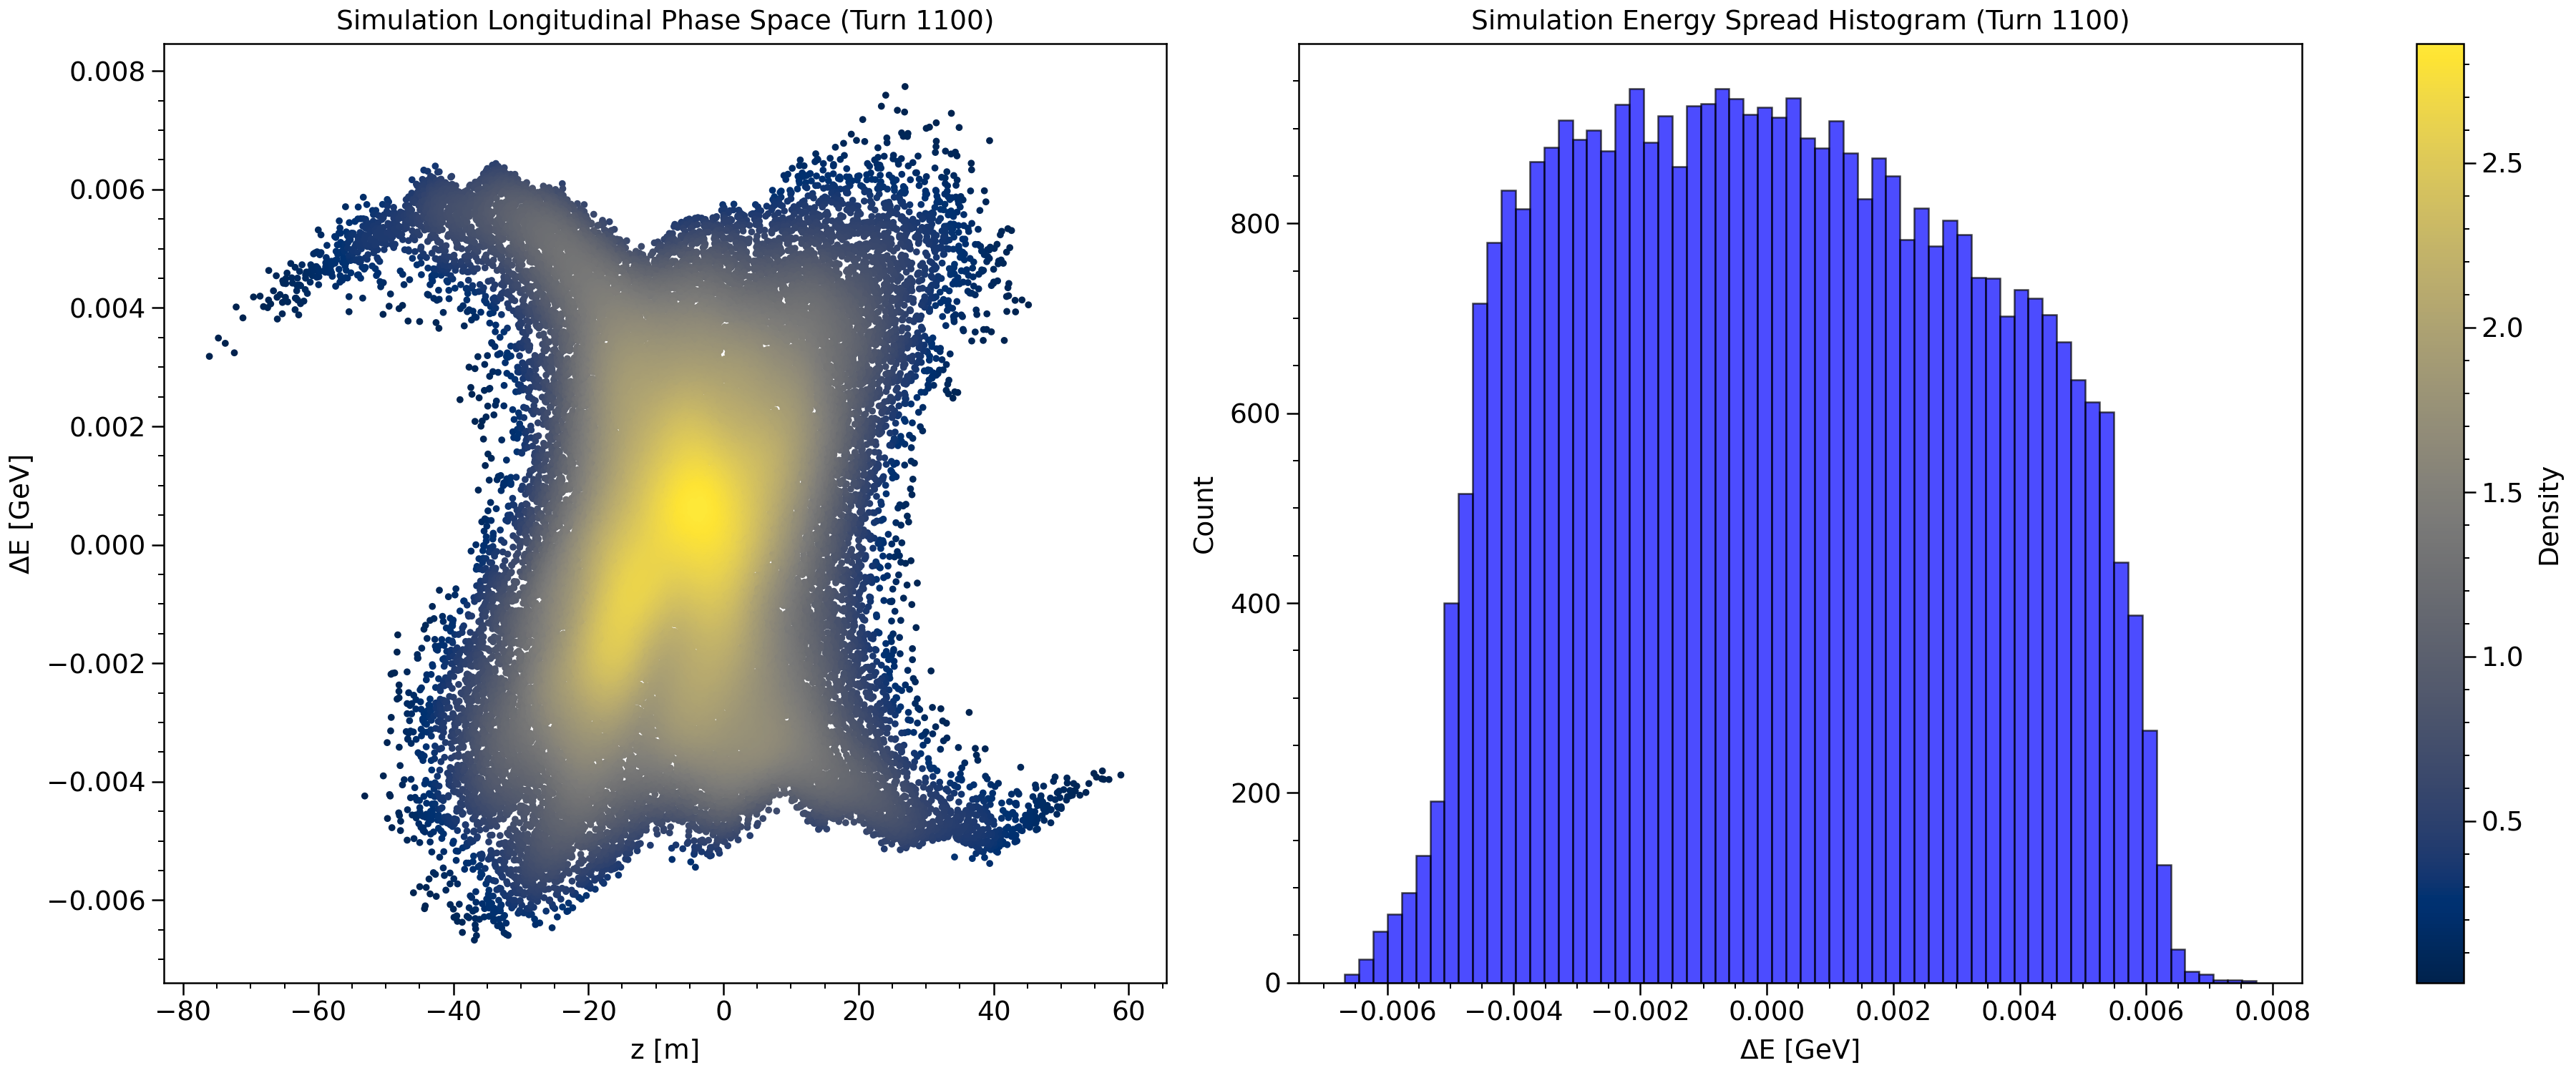 Simulation Longitudinal Phase Space (Turn 1100)
0.008
0.006
0.004
0.002
0.000
−0.002
−0.004
−0.006
ΔE [GeV]
−80 −60 −40 −20 0 20 40 60
z [m]
Simulation Energy Spread Histogram (Turn 1100)
800
600
400
200
0
Count
−0.006 −0.004 −0.002 0.000 0.002 0.004 0.006 0.008
ΔE [GeV]
2.5
2.0
1.5
1.0
0.5
Density